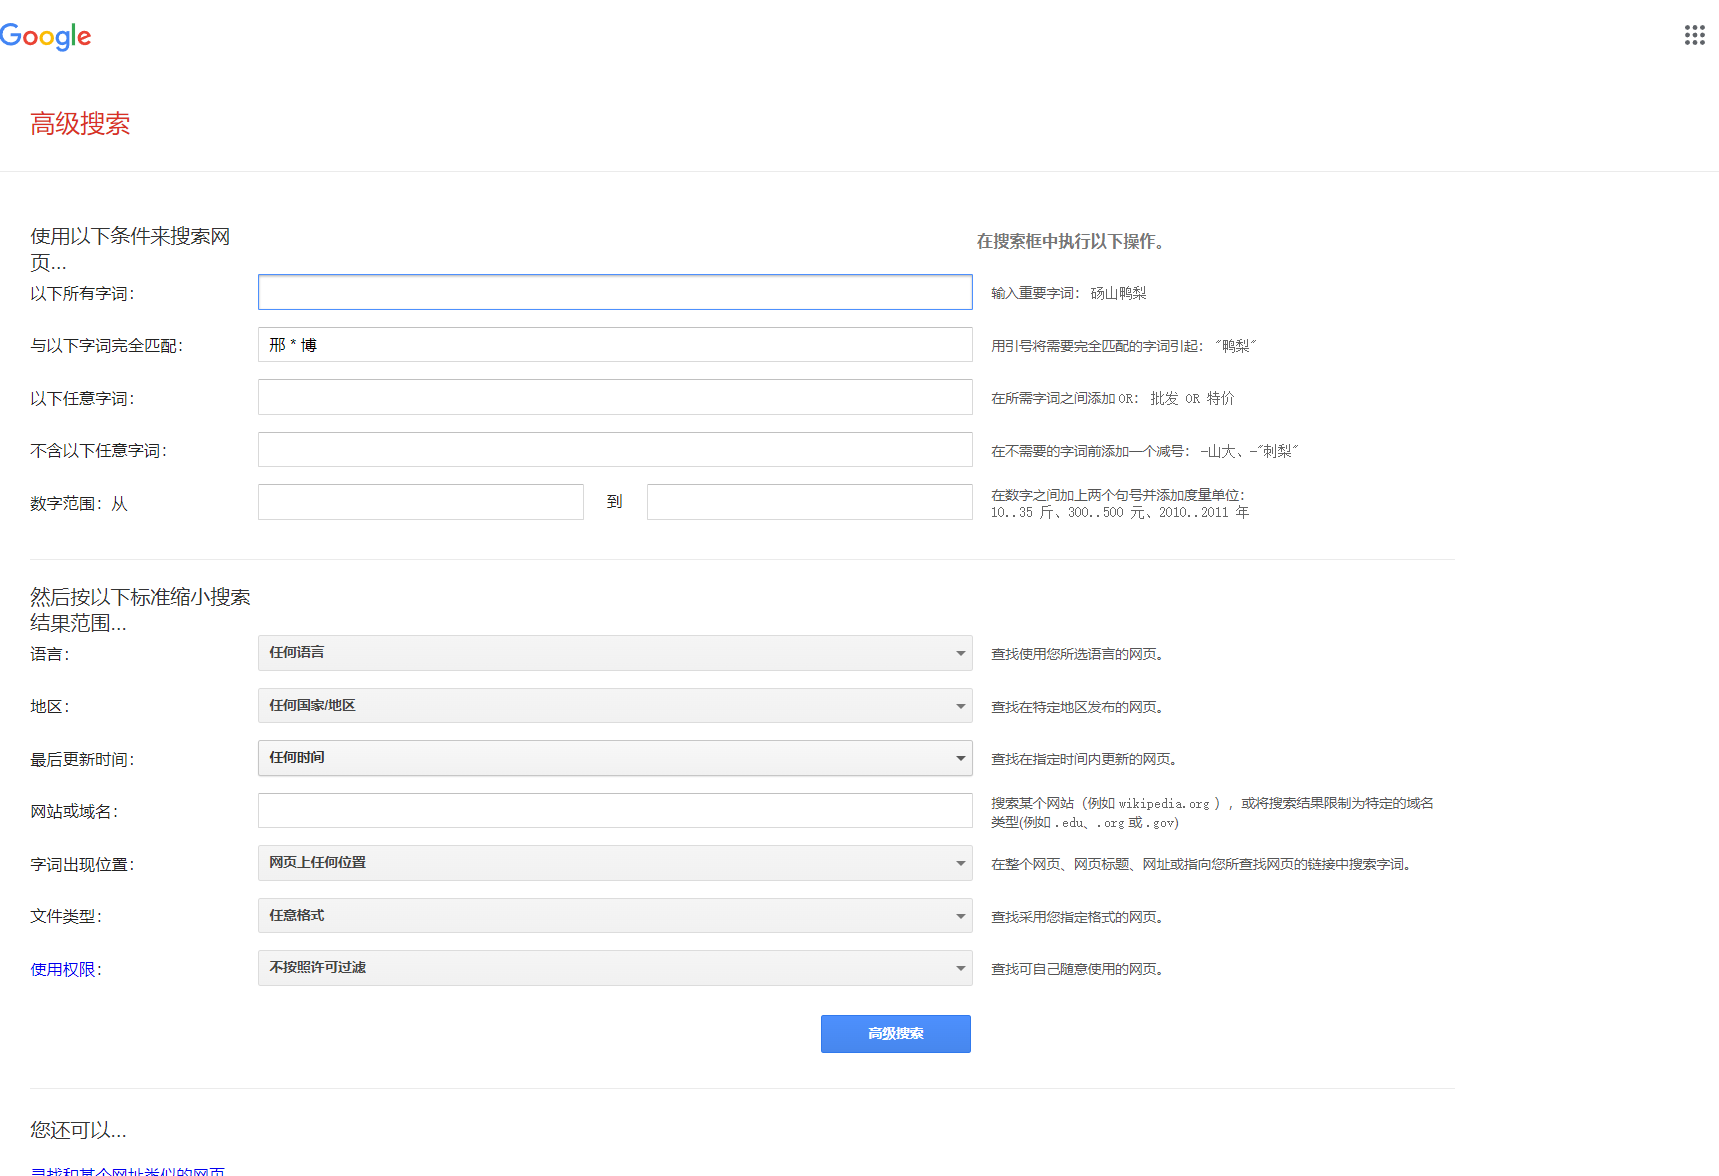 Google
高级搜索
使用以下条件来搜索网
页...
在搜索框中执行以下操作。
以下所有字词：
输入重要字词： 砀山鸭梨
与以下字词完全匹配：
邢 * 博
用引号将需要完全匹配的字词引起： "鸭梨"
以下任意字词：
在所需字词之间添加 OR： 批发 OR 特价
不含以下任意字词：
在不需要的字词前添加一个减号： -山大、-"刺梨"
数字范围：从
到
在数字之间加上两个句号并添加度量单位：
10..35 斤、300..500 元、2010..2011 年
然后按以下标准缩小搜索
结果范围...
语言：
任何语言
查找使用您所选语言的网页。
地区：
任何国家/地区
查找在特定地区发布的网页。
最后更新时间：
任何时间
查找在指定时间内更新的网页。
网站或域名：
搜索某个网站（例如 wikipedia.org ），或将搜索结果限制为特定的域名
类型(例如 .edu、.org 或 .gov)
字词出现位置：
网页上任何位置
在整个网页、网页标题、网址或指向您所查找网页的链接中搜索字词。
文件类型：
任意格式
查找采用您指定格式的网页。
使用权限：
不按照许可过滤
查找可自己随意使用的网页。
高级搜索
您还可以...
寻找和某个网址类似的网页